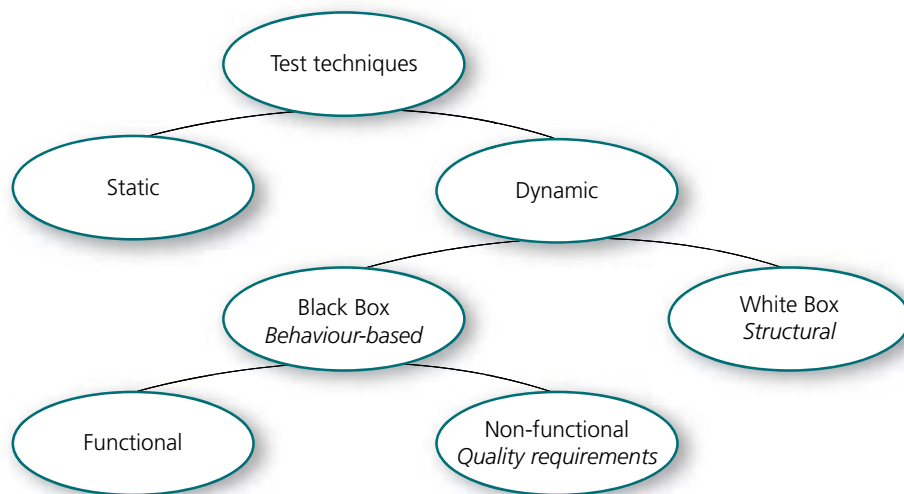 Test techniques
Static
Dynamic
Black Box
Behaviour-based
White Box
Structural
Functional
Non-functional
Quality requirements